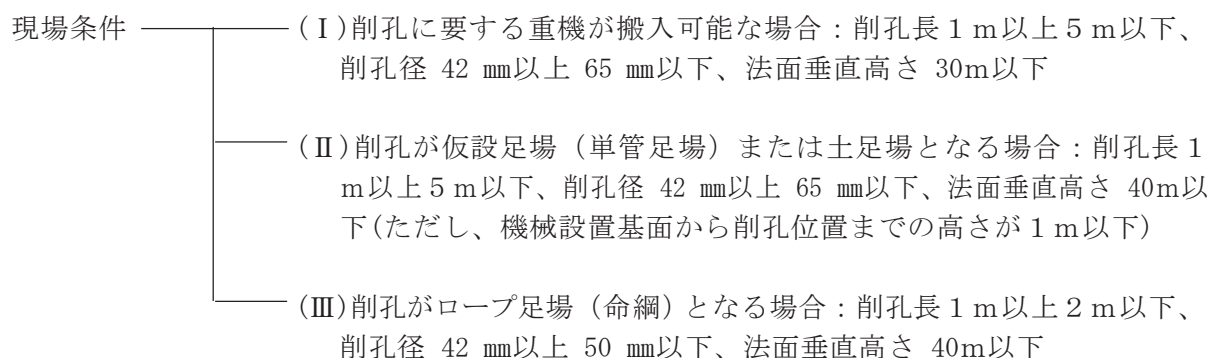 現場条件 (Ⅰ)削孔に要する重機が搬入可能な場合：削孔長１ｍ以上５ｍ以下、
削孔径 42 ㎜以上 65 ㎜以下、法面垂直高さ 30ｍ以下
(Ⅱ)削孔が仮設足場（単管足場）または土足場となる場合：削孔長１
ｍ以上５ｍ以下、削孔径 42 ㎜以上 65 ㎜以下、法面垂直高さ 40ｍ以
下(ただし、機械設置基面から削孔位置までの高さが１ｍ以下)
(Ⅲ)削孔がロープ足場（命綱）となる場合：削孔長１ｍ以上２ｍ以下、
削孔径 42 ㎜以上 50 ㎜以下、法面垂直高さ 40ｍ以下